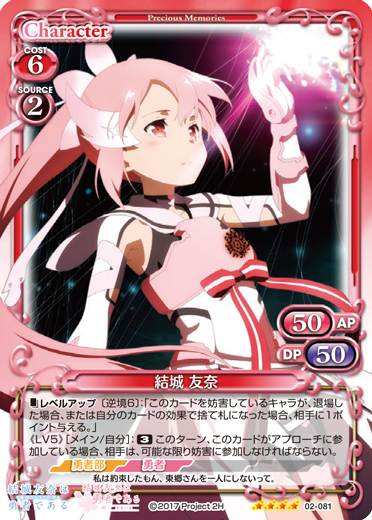 Precious Memories
Character
COST
6
SOURCE
2
50 AP
DP 50
結城 友奈
レベルアップ〔逆境6〕:「このカードを妨害しているキャラが、退場し
た場合、または自分のカードの効果で捨て札になった場合、相手に1ポ
イント与える。」
《LV5》［メイン/自分］: 3 このターン、このカードがアプローチに参
加している場合、相手は、可能な限り妨害に参加しなければならない。
勇者部 勇者
私は約束したもん、東郷さんを一人にしないって。
結城友奈は
勇者である
©2017 Project 2H
02-081